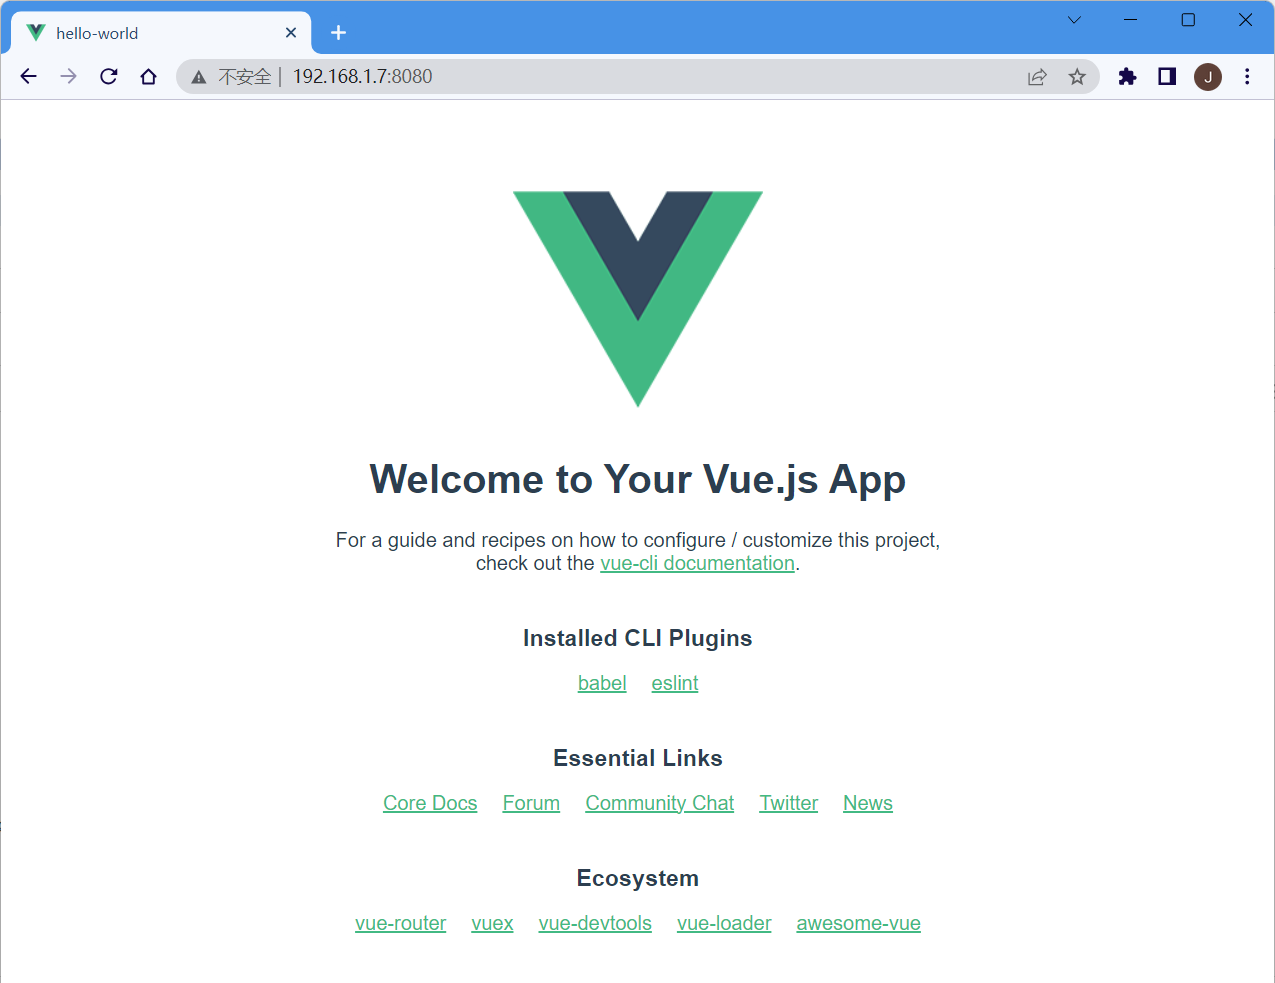 hello-world
不安全 | 192.168.1.7:8080
J
Welcome to Your Vue.js App
For a guide and recipes on how to configure / customize this project,
check out the vue-cli documentation.
Installed CLI Plugins
babel eslint
Essential Links
Core Docs Forum Community Chat Twitter News
Ecosystem
vue-router vuex vue-devtools vue-loader awesome-vue